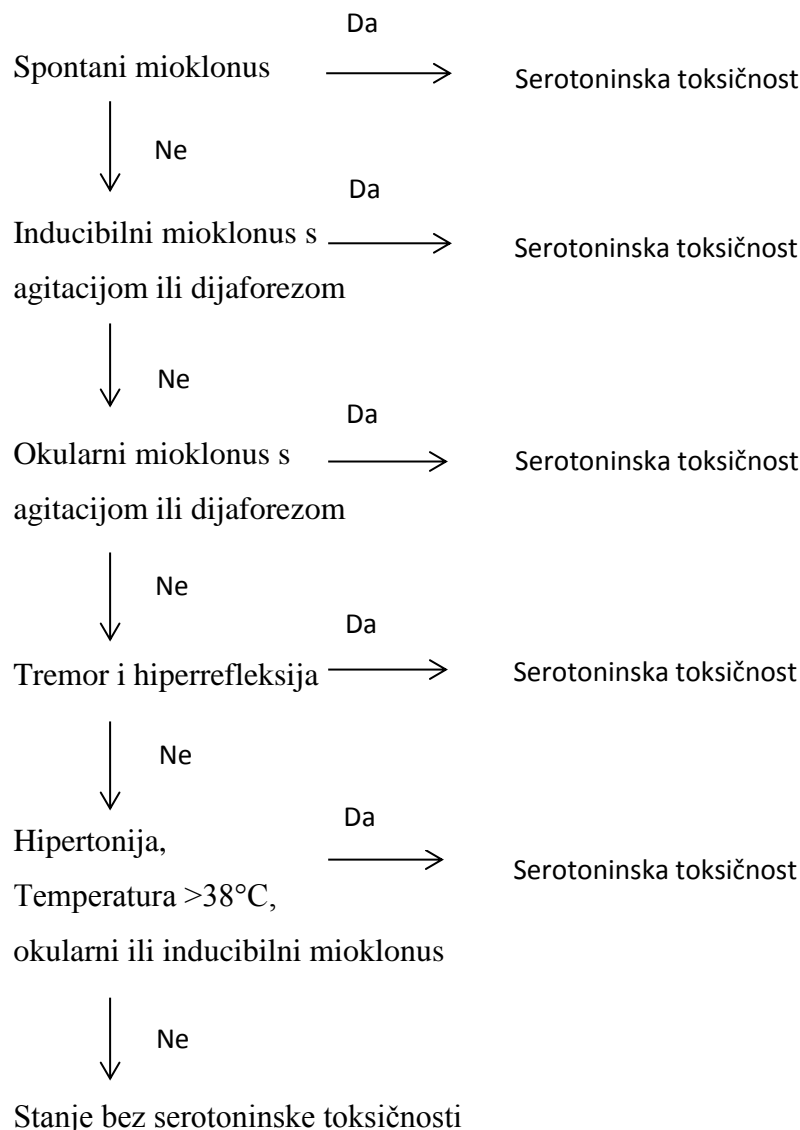 Da
Spontani mioklonus
Serotoninska toksičnost
Ne
Da
Inducibilni mioklonus s
Serotoninska toksičnost
agitacijom ili dijaforezom
Ne
Da
Okularni mioklonus s
Serotoninska toksičnost
agitacijom ili dijaforezom
Ne
Da
Tremor i hiperrefleksija
Serotoninska toksičnost
Ne
Da
Hipertonija,
Serotoninska toksičnost
Temperatura >38°C,
okularni ili inducibilni mioklonus
Ne
Stanje bez serotoninske toksičnosti